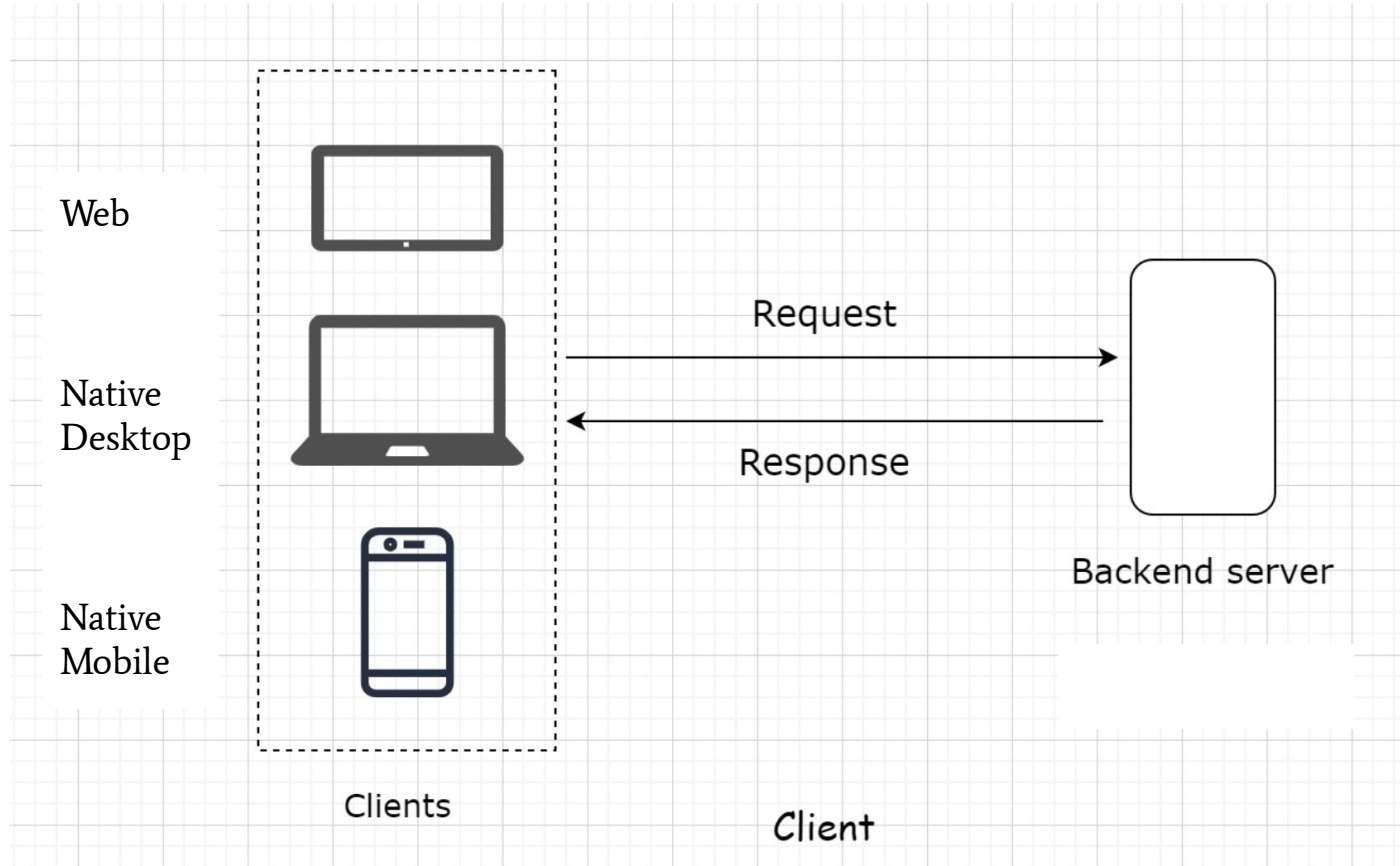 Web
Native
Desktop
Native
Mobile
Request
Response
Backend server
Clients
Client